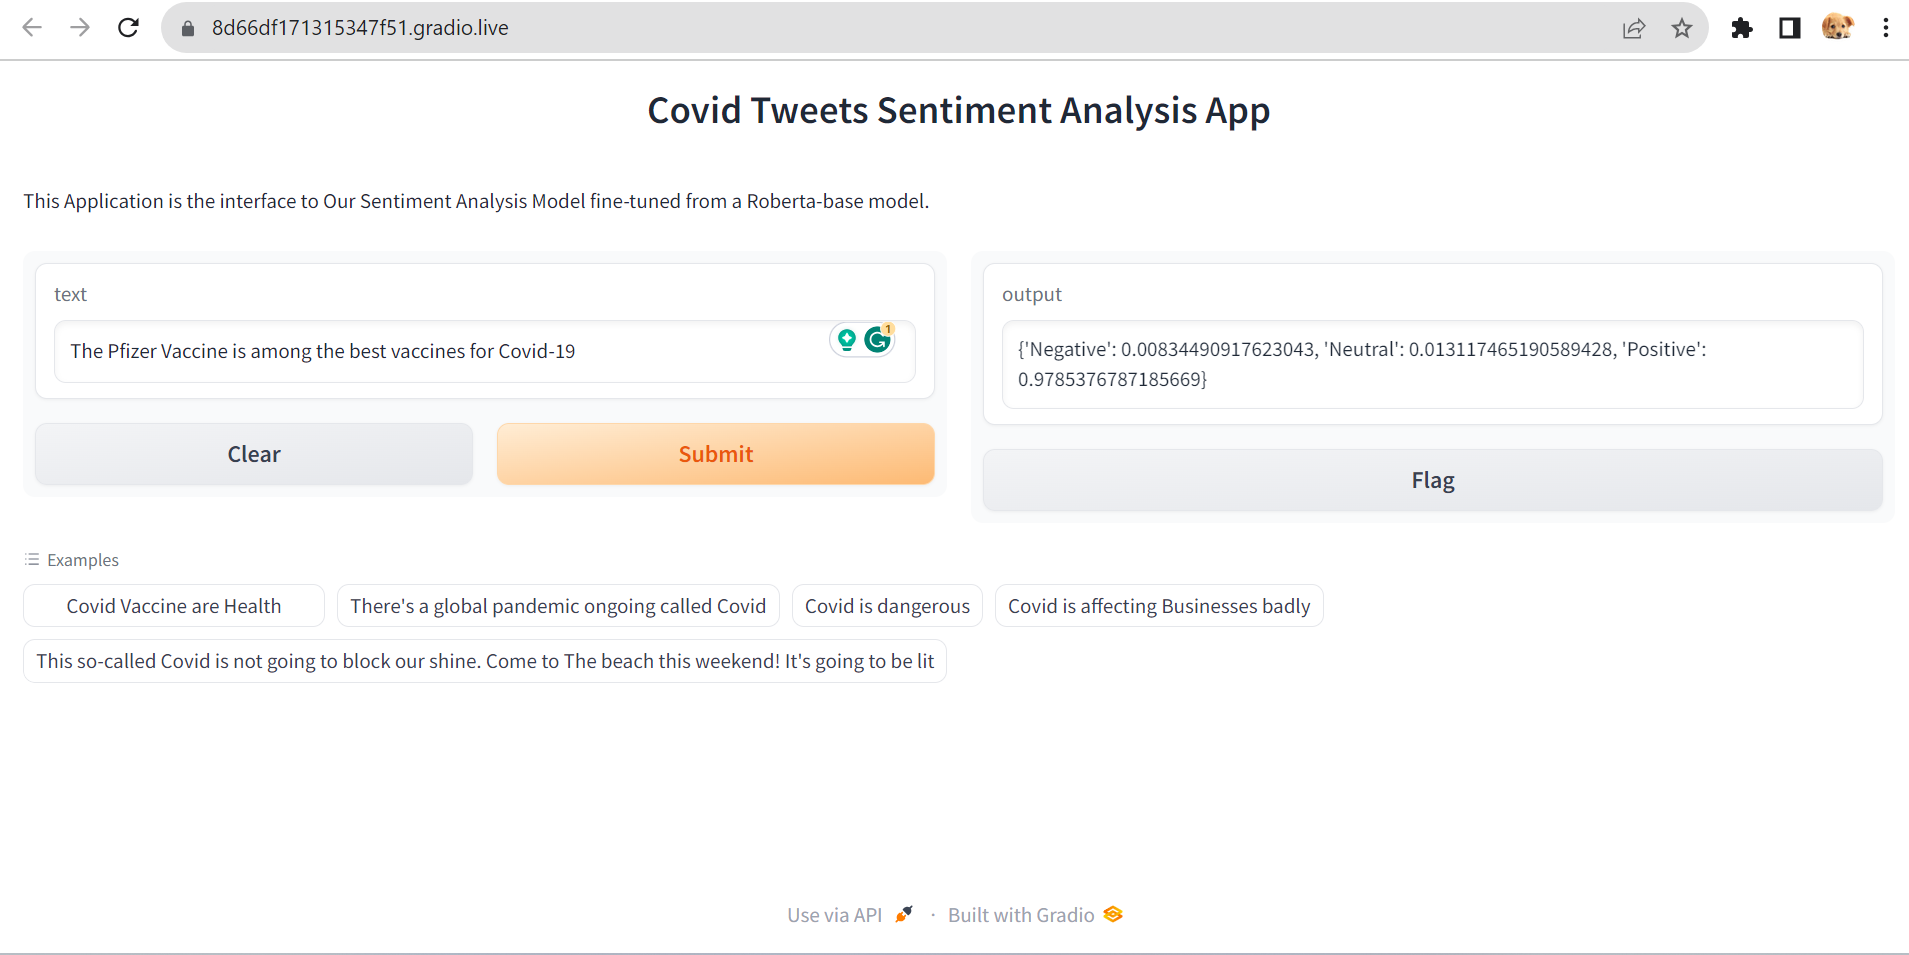 8d66df171315347f51.gradio.live
Covid Tweets Sentiment Analysis App
This Application is the interface to Our Sentiment Analysis Model fine-tuned from a Roberta-base model.
text
The Pfizer Vaccine is among the best vaccines for Covid-19
1
Clear
Submit
output
{'Negative': 0.00834490917623043, 'Neutral': 0.013117465190589428, 'Positive':
0.9785376787185669}
Flag
Examples
Covid Vaccine are Health
There's a global pandemic ongoing called Covid
Covid is dangerous
Covid is affecting Businesses badly
This so-called Covid is not going to block our shine. Come to The beach this weekend! It's going to be lit
Use via API · Built with Gradio